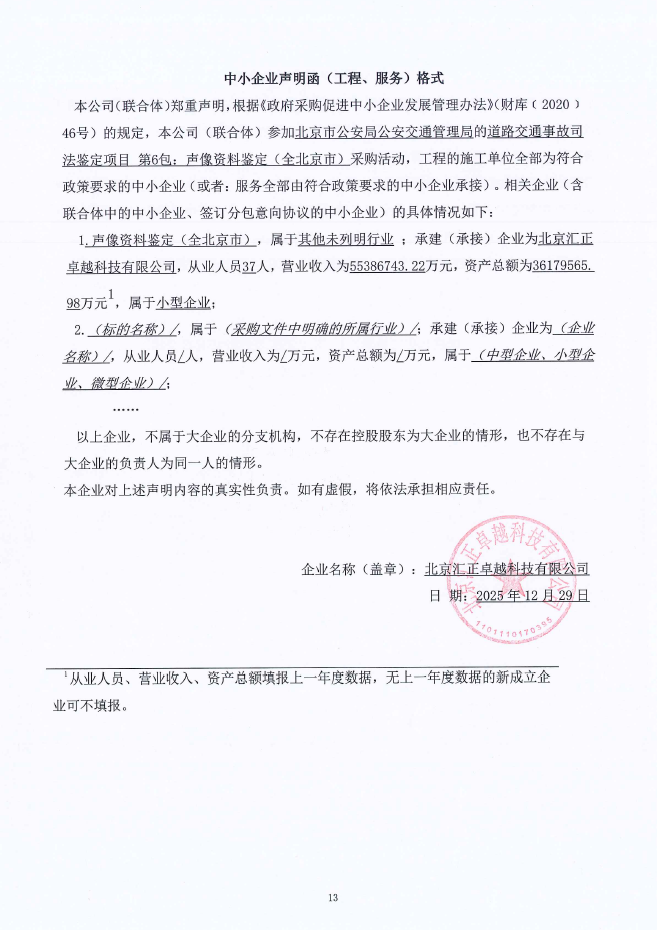 中小企业声明函（工程、服务）格式
本公司（联合体）郑重声明，根据《政府采购促进中小企业发展管理办法》（财库﹝2020﹞
46号）的规定，本公司（联合体）参加北京市公安局公安交通管理局的道路交通事故司
法鉴定项目 第6包：声像资料鉴定（全北京市）采购活动，工程的施工单位全部为符合
政策要求的中小企业（或者：服务全部由符合政策要求的中小企业承接）。相关企业（含
联合体中的中小企业、签订分包意向协议的中小企业）的具体情况如下：
1.声像资料鉴定（全北京市），属于其他未列明行业 ；承建（承接）企业为北京汇正
卓越科技有限公司，从业人员37人，营业收入为55386743.22万元，资产总额为36179565.
98万元1，属于小型企业；
2.（标的名称）/，属于（采购文件中明确的所属行业）/；承建（承接）企业为（企业
名称）/，从业人员/人，营业收入为/万元，资产总额为/万元，属于（中型企业、小型企
业、微型企业）/；
……
以上企业，不属于大企业的分支机构，不存在控股股东为大企业的情形，也不存在与
大企业的负责人为同一人的情形。
本企业对上述声明内容的真实性负责。如有虚假，将依法承担相应责任。
企业名称（盖章）：北京汇正卓越科技有限公司
日 期：2025年12月29日
北京汇正卓越科技有限公司
1101110170395
1从业人员、营业收入、资产总额填报上一年度数据，无上一年度数据的新成立企
业可不填报。
13